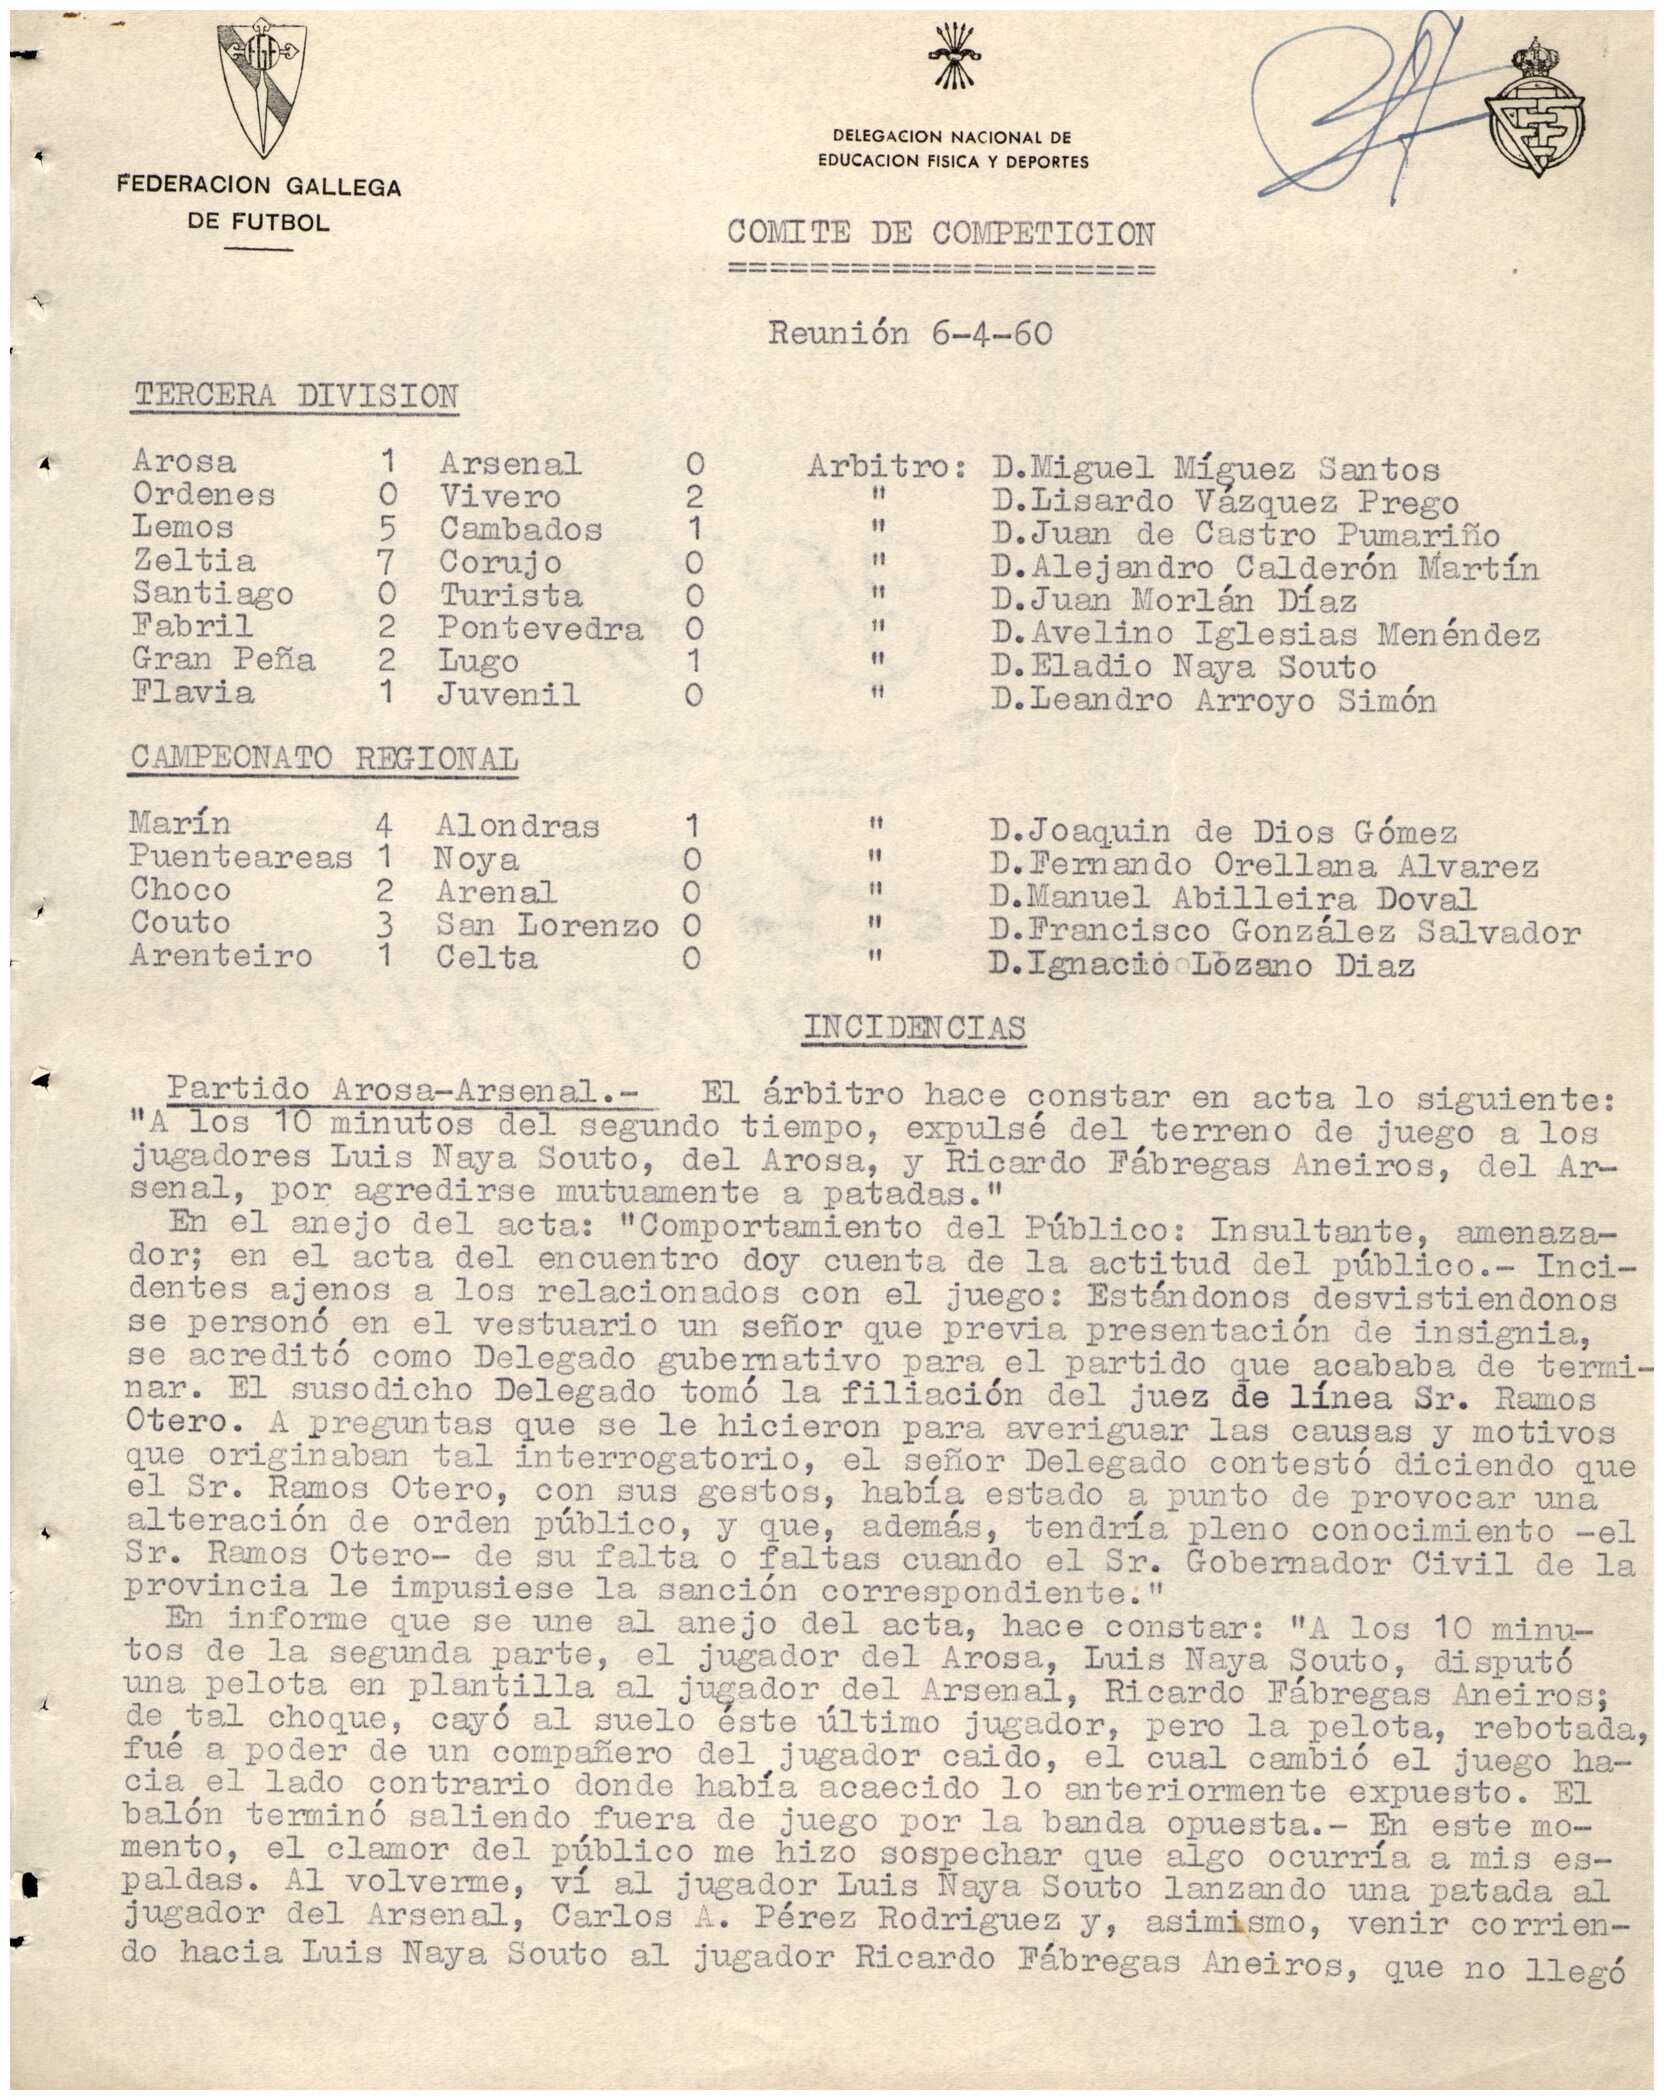 FGF
FEDERACION GALLEGA
DE FUTBOL
DELEGACION NACIONAL DE
EDUCACION FISICA Y DEPORTES
COMITE DE COMPETICION
=====================
Reunión 6-4-60
TERCERA DIVISION
Arosa 1 Arsenal 0 Arbitro: D.Miguel Míguez Santos
Ordenes 0 Vivero 2 " D.Lisardo Vázquez Prego
Lemos 5 Cambados 1 " D.Juan de Castro Pumariño
Zeltia 7 Corujo 0 " D.Alejandro Calderón Martín
Santiago 0 Turista 0 " D.Juan Morlán Díaz
Fabril 2 Pontevedra 0 " D.Avelino Iglesias Menéndez
Gran Peña 2 Lugo 1 " D.Eladio Naya Souto
Flavia 1 Juvenil 0 " D.Leandro Arroyo Simón
CAMPEONATO REGIONAL
Marín 4 Alondras 1 " D.Joaquin de Dios Gómez
Puenteareas 1 Noya 0 " D.Fernando Orellana Alvarez
Choco 2 Arenal 0 " D.Manuel Abilleira Doval
Couto 3 San Lorenzo 0 " D.Francisco González Salvador
Arenteiro 1 Celta 0 " D.Ignacio Lozano Diaz
INCIDENCIAS
Partido Arosa-Arsenal.- El árbitro hace constar en acta lo siguiente:
"A los 10 minutos del segundo tiempo, expulsé del terreno de juego a los
jugadores Luis Naya Souto, del Arosa, y Ricardo Fábregas Aneiros, del Ar-
senal, por agredirse mutuamente a patadas."
En el anejo del acta: "Comportamiento del Público: Insultante, amenaza-
dor; en el acta del encuentro doy cuenta de la actitud del público.- Inci-
dentes ajenos a los relacionados con el juego: Estándonos desvistiendonos
se personó en el vestuario un señor que previa presentación de insignia,
se acreditó como Delegado gubernativo para el partido que acababa de termi-
nar. El susodicho Delegado tomó la filiación del juez de línea Sr. Ramos
Otero. A preguntas que se le hicieron para averiguar las causas y motivos
que originaban tal interrogatorio, el señor Delegado contestó diciendo que
el Sr. Ramos Otero, con sus gestos, había estado a punto de provocar una
alteración de orden público, y que, además, tendría pleno conocimiento -el
Sr. Ramos Otero- de su falta o faltas cuando el Sr. Gobernador Civil de la
provincia le impusiese la sanción correspondiente."
En informe que se une al anejo del acta, hace constar: "A los 10 minu-
tos de la segunda parte, el jugador del Arosa, Luis Naya Souto, disputó
una pelota en plantilla al jugador del Arsenal, Ricardo Fábregas Aneiros;
de tal choque, cayó al suelo éste último jugador, pero la pelota, rebotada,
fué a poder de un compañero del jugador caido, el cual cambió el juego ha-
cia el lado contrario donde había acaecido lo anteriormente expuesto. El
balón terminó saliendo fuera de juego por la banda opuesta.- En este mo-
mento, el clamor del público me hizo sospechar que algo ocurría a mis es-
paldas. Al volverme, ví al jugador Luis Naya Souto lanzando una patada al
jugador del Arsenal, Carlos A. Pérez Rodriguez y, asimismo, venir corrien-
do hacia Luis Naya Souto al jugador Ricardo Fábregas Aneiros, que no llegó